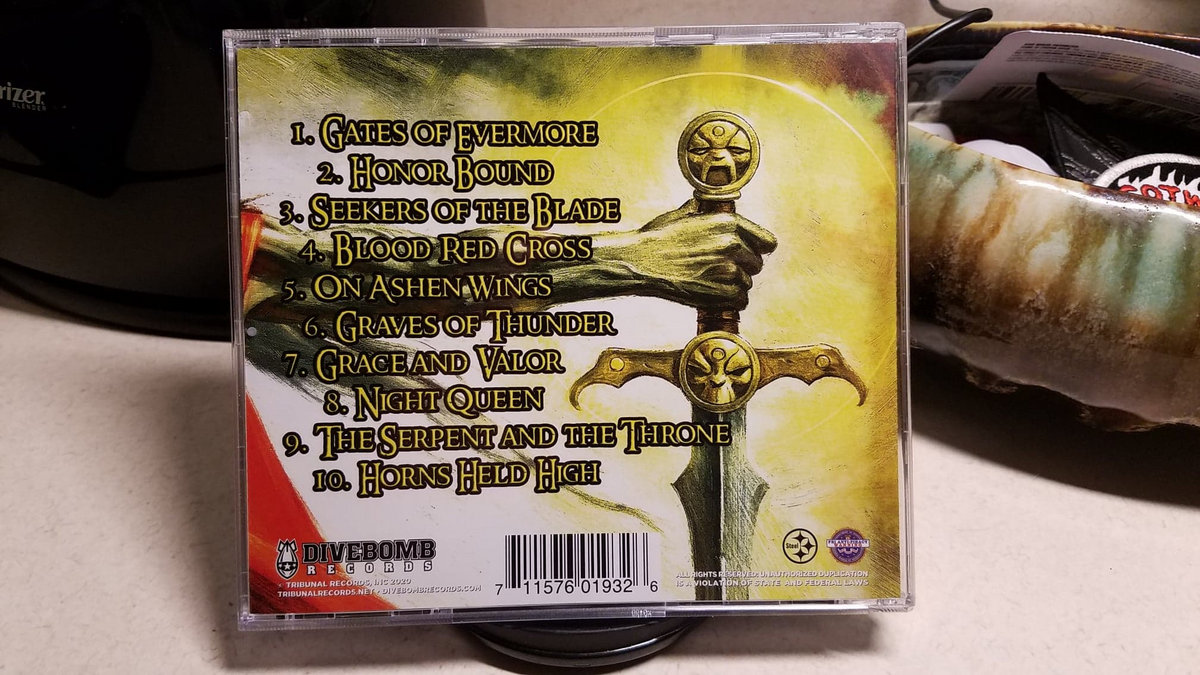 rizer
BLENDER
1. Gates of Evermore
2. Honor Bound
3. Seekers of the Blade
4. Blood Red Cross
5. On Ashen Wings
6. Graves of Thunder
7. Grace and Valor
8. Night Queen
9. The Serpent and the Throne
10. Horns Held High
DIVEBOMB
RECORDS
TRIBUNAL RECORDS, INC 2020
TRIBUNALRECORDS.NET • DIVEBOMBRECORDS.COM
7 11576 01932 6
Steel
ALL RIGHTS RESERVED. UNAUTHORIZED DUPLICATION
IS A VIOLATION OF STATE AND FEDERAL LAWS